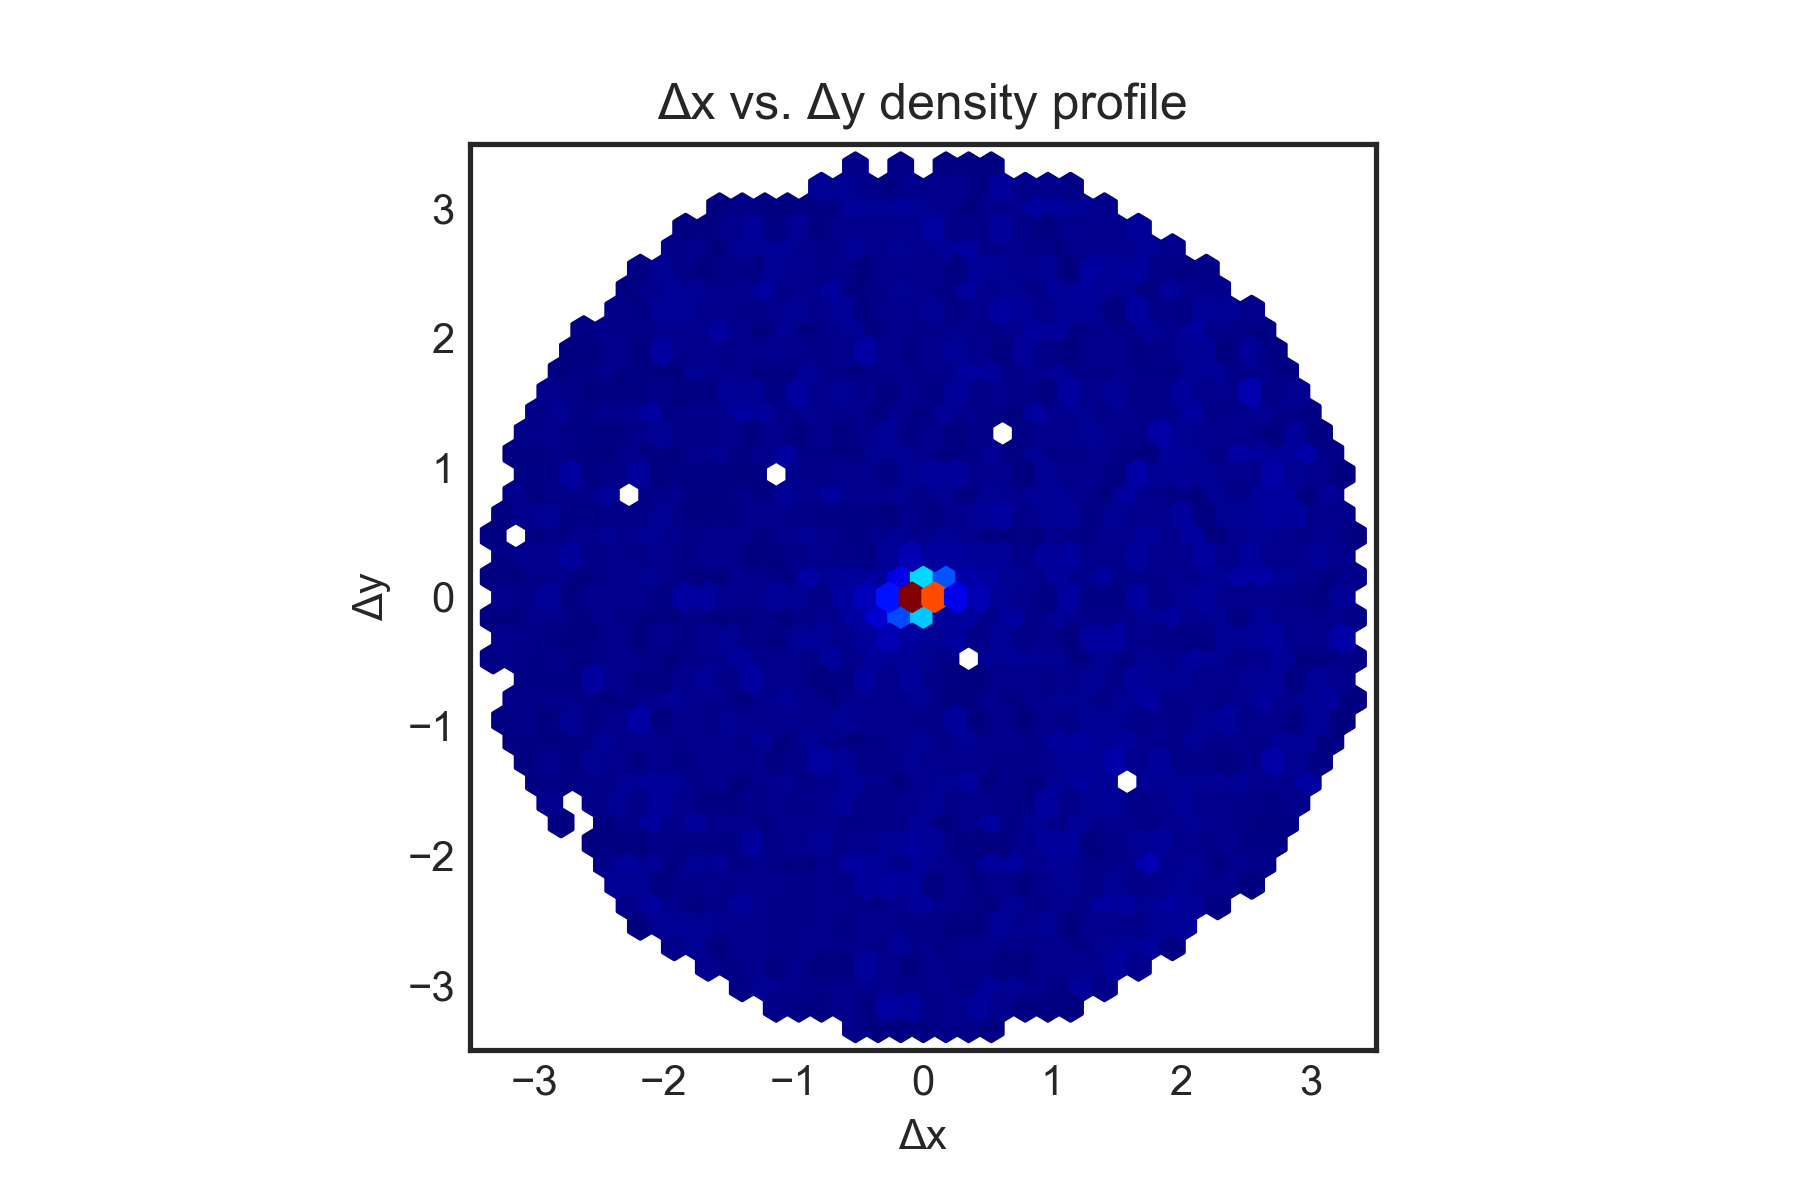 Δx vs. Δy density profile
3
2
1
0
−1
−2
−3
Δy
−3 −2 −1 0 1 2 3
Δx